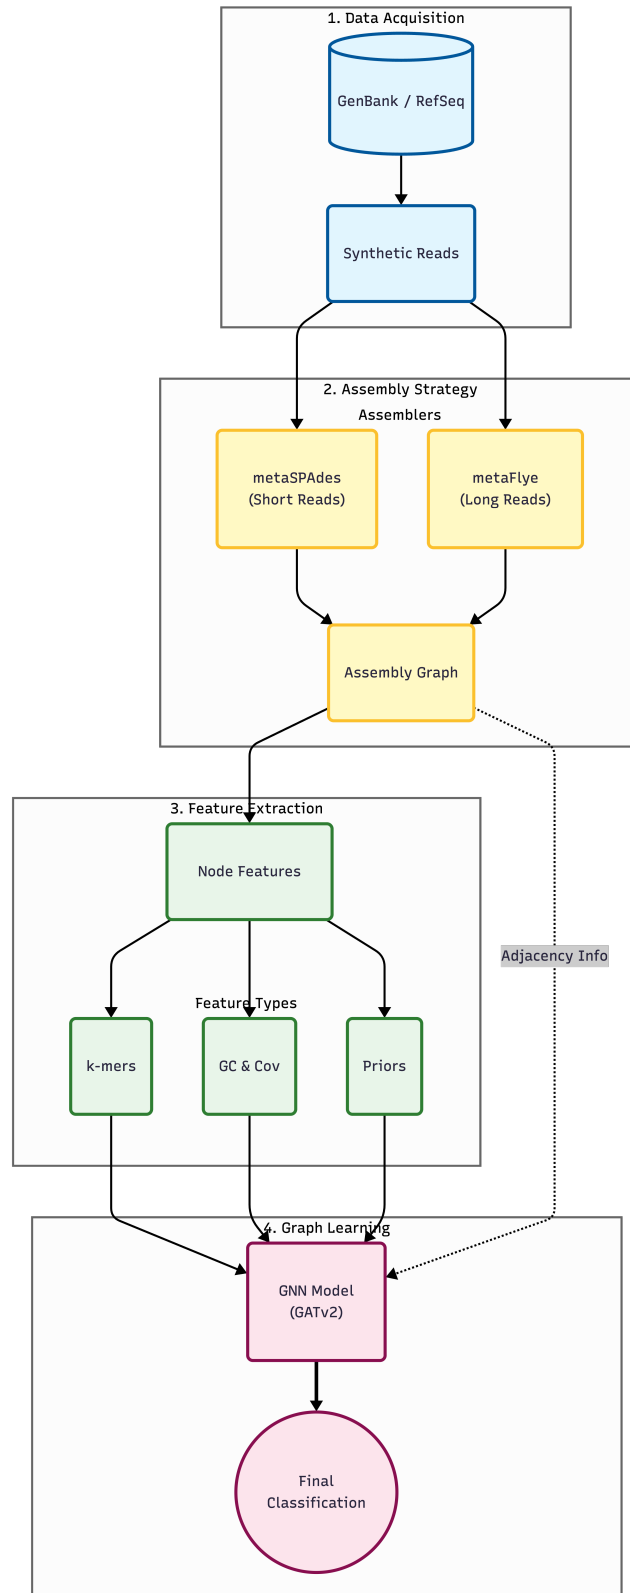 1. Data Acquisition
GenBank / RefSeq
Synthetic Reads
2. Assembly Strategy
Assemblers
metaSPAdes
(Short Reads)
metaFlye
(Long Reads)
Assembly Graph
3. Feature Extraction
Node Features
Adjacency Info
Feature Types
k-mers
GC & Cov
Priors
4. Graph Learning
GNN Model
(GATv2)
Final
Classification